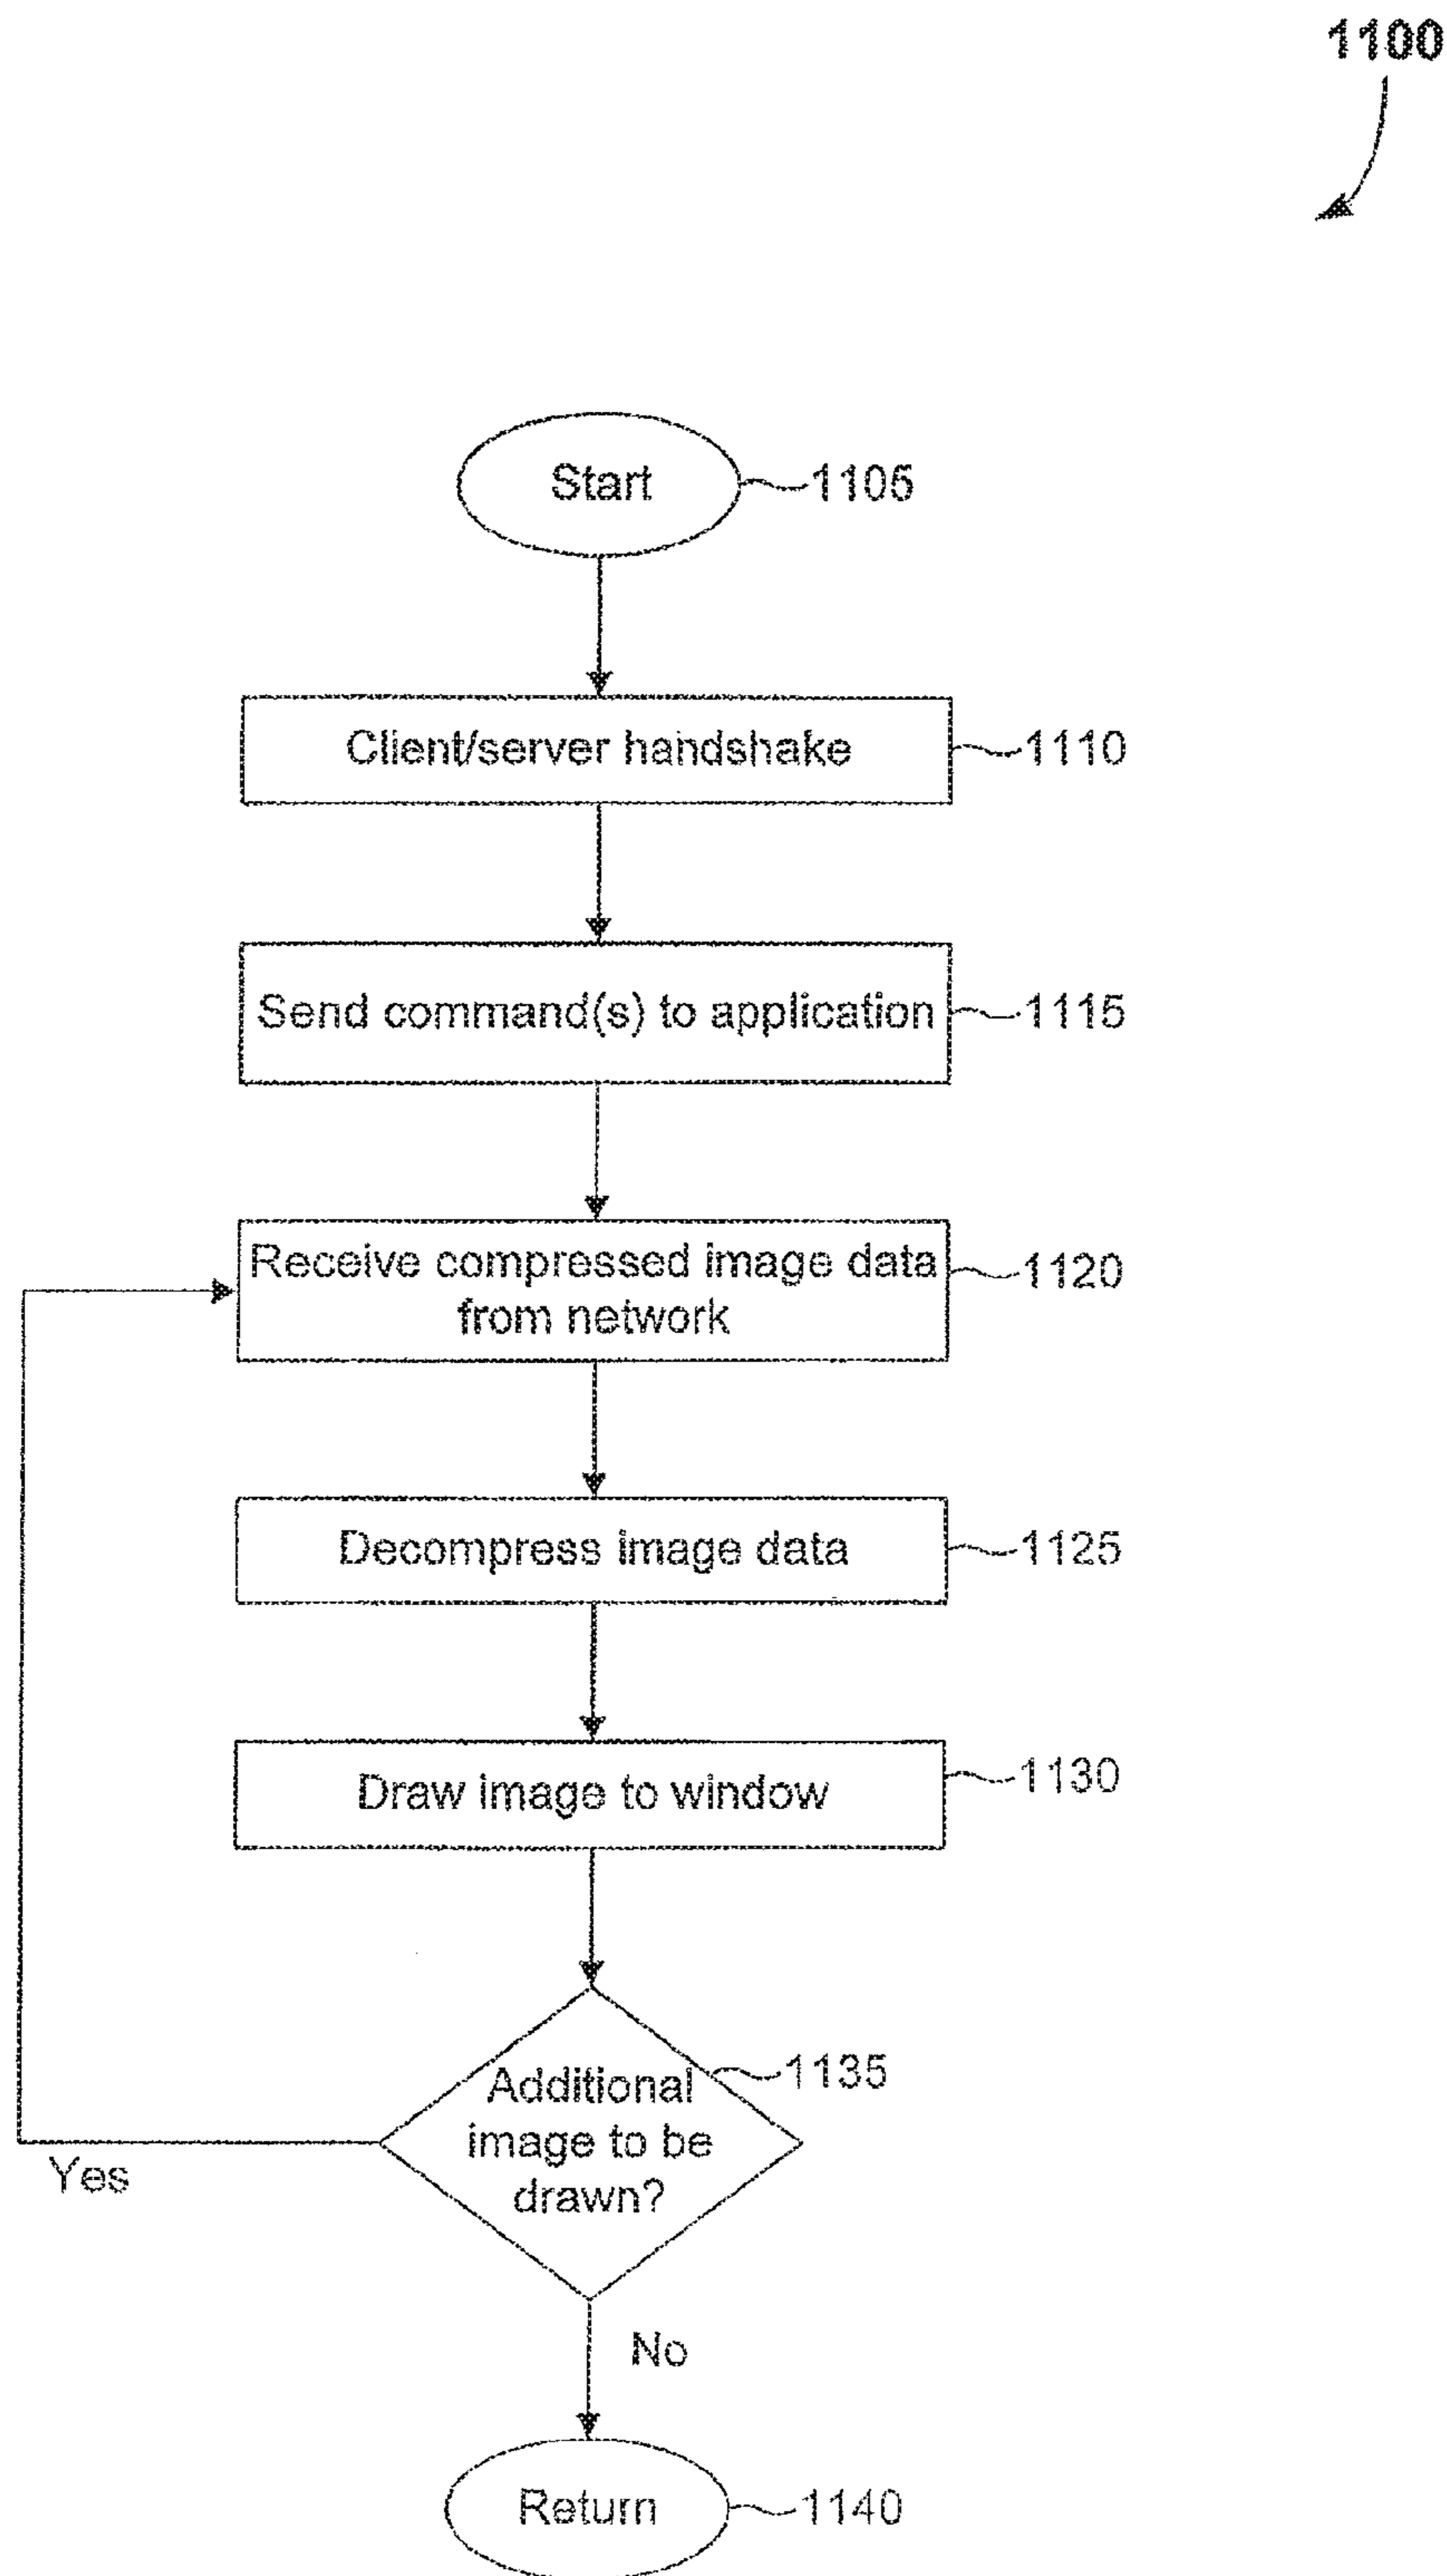 1100
Start
1105
Client/server handshake
1110
Send command(s) to application
1115
Receive compressed image data
from network
1120
Decompress image data
1125
Draw image to window
1130
Additional
image to be
drawn?
1135
Yes
No
Return
1140